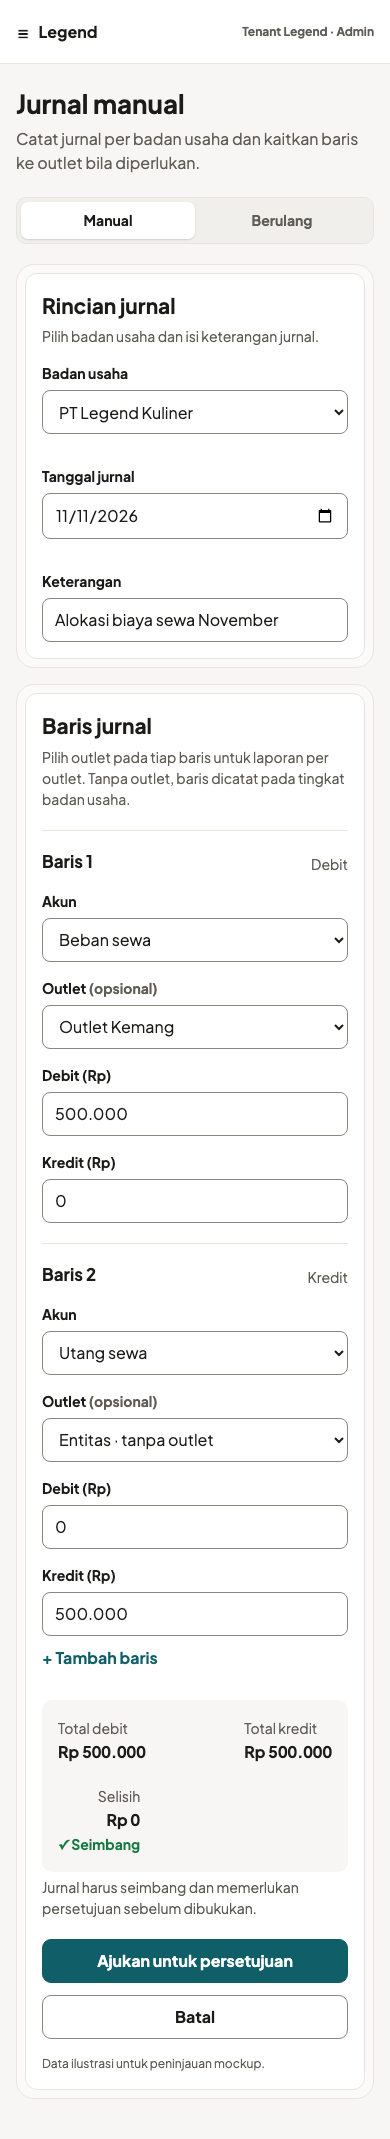 ≡ Legend
Tenant Legend · Admin
Jurnal manual
Catat jurnal per badan usaha dan kaitkan baris
ke outlet bila diperlukan.
Manual
Berulang
Rincian jurnal
Pilih badan usaha dan isi keterangan jurnal.
Badan usaha
PT Legend Kuliner
Tanggal jurnal
11/11/2026
Keterangan
Alokasi biaya sewa November
Baris jurnal
Pilih outlet pada tiap baris untuk laporan per
outlet. Tanpa outlet, baris dicatat pada tingkat
badan usaha.
Baris 1
Debit
Akun
Beban sewa
Outlet (opsional)
Outlet Kemang
Debit (Rp)
500.000
Kredit (Rp)
0
Baris 2
Kredit
Akun
Utang sewa
Outlet (opsional)
Entitas · tanpa outlet
Debit (Rp)
0
Kredit (Rp)
500.000
+ Tambah baris
Total debit
Rp 500.000
Total kredit
Rp 500.000
Selisih
Rp 0
✓Seimbang
Jurnal harus seimbang dan memerlukan
persetujuan sebelum dibukukan.
Ajukan untuk persetujuan
Batal
Data ilustrasi untuk peninjauan mockup.